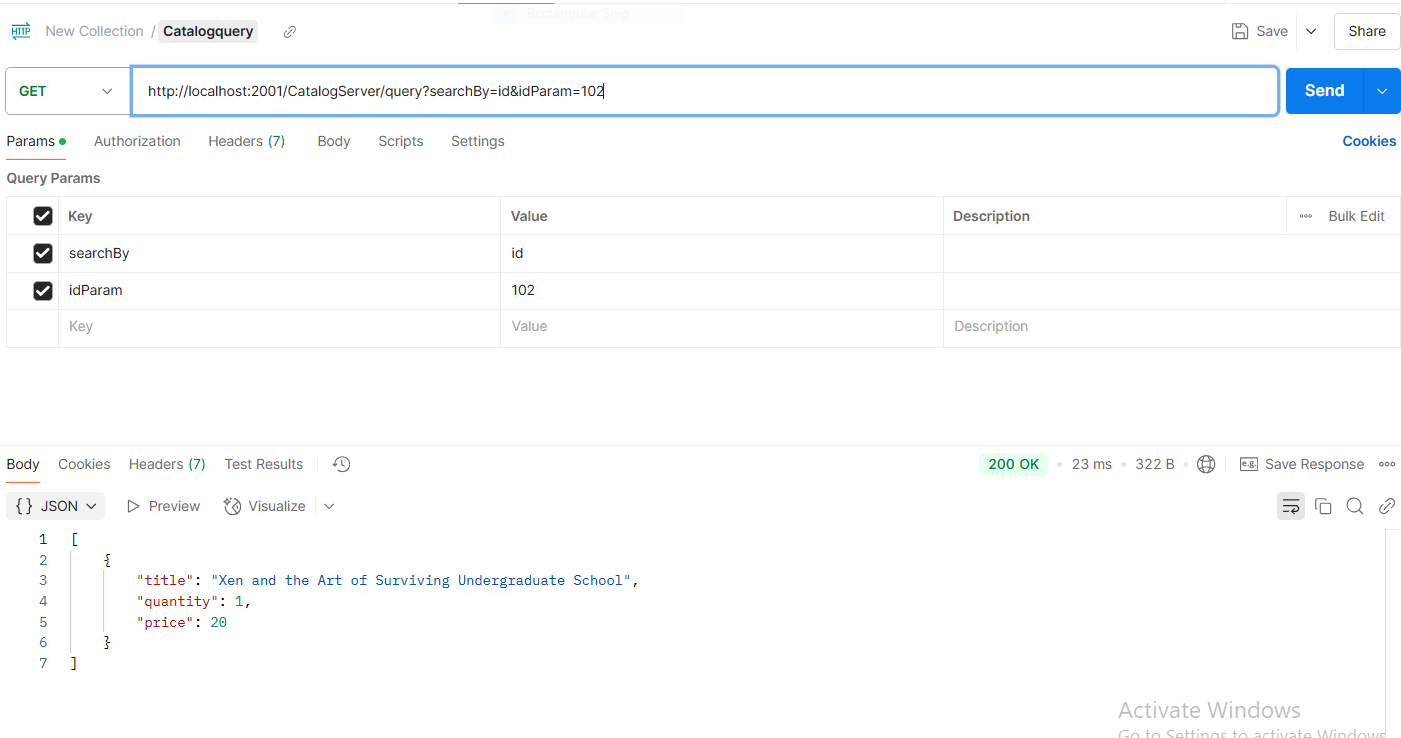 Rectangular Snip
HTTP New Collection / Catalogquery Save Share
GET http://localhost:2001/CatalogServer/query?searchBy=id&idParam=102 Send
Params Authorization Headers (7) Body Scripts Settings Cookies
Query Params
Key Value Description Bulk Edit
searchBy id
idParam 102
Key Value Description
Body Cookies Headers (7) Test Results 200 OK 23 ms 322 B e.g. Save Response
{} JSON Preview Visualize
1 [
2 {
3 "title": "Xen and the Art of Surviving Undergraduate School",
4 "quantity": 1,
5 "price": 20
6 }
7 ]
Activate Windows
Go to Settings to activate Windows